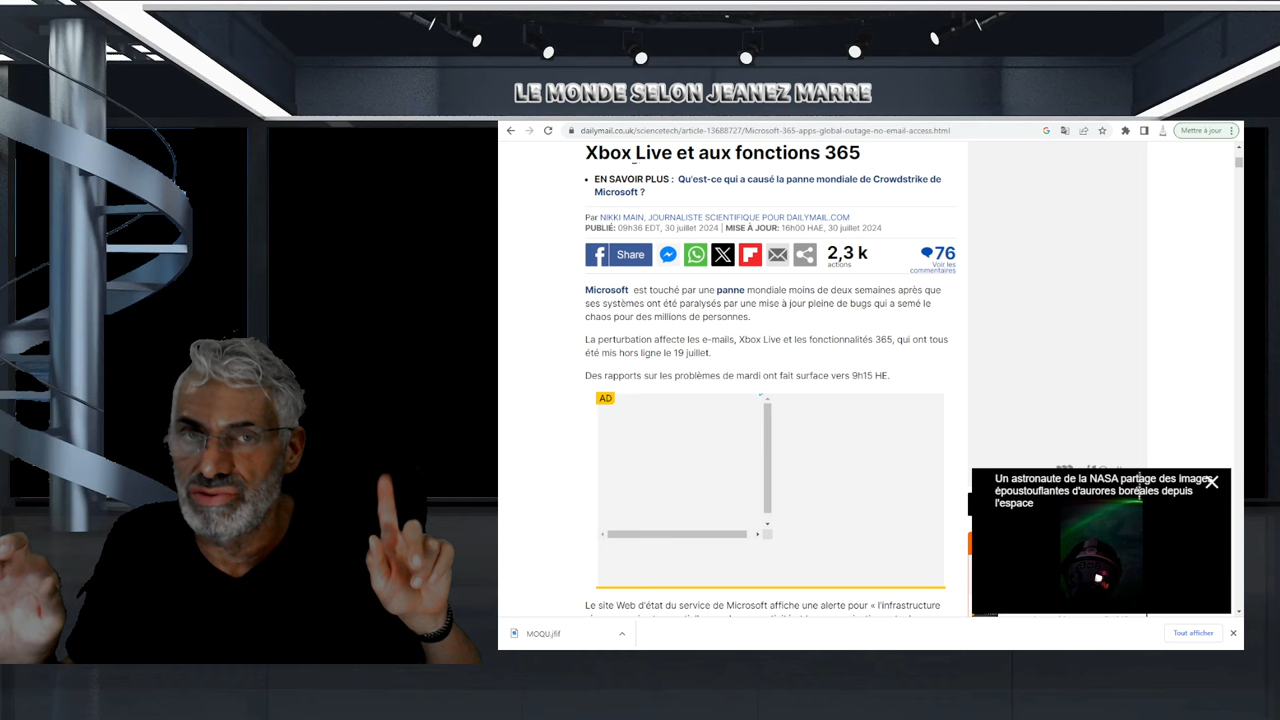 LE MONDE SELON JEANEZ MARRE
dailymail.co.uk/sciencetech/article-13688727/Microsoft-365-apps-global-outage-no-email-access.html
Mettre à jour
Xbox Live et aux fonctions 365
EN SAVOIR PLUS : Qu'est-ce qui a causé la panne mondiale de Crowdstrike de
Microsoft ?
Par NIKKI MAIN, JOURNALISTE SCIENTIFIQUE POUR DAILYMAIL.COM
PUBLIÉ: 09h36 EDT, 30 juillet 2024 | MISE À JOUR: 16h00 HAE, 30 juillet 2024
Share
2,3 k
actions
76
Voir les
commentaires
Microsoft est touché par une panne mondiale moins de deux semaines après que
ses systèmes ont été paralysés par une mise à jour pleine de bugs qui a semé le
chaos pour des millions de personnes.
La perturbation affecte les e-mails, Xbox Live et les fonctionnalités 365, qui ont tous
été mis hors ligne le 19 juillet.
Des rapports sur les problèmes de mardi ont fait surface vers 9h15 HE.
AD
Un astronaute de la NASA partage des images
époustouflantes d'aurores boréales depuis
l'espace
Le site Web d'état du service de Microsoft affiche une alerte pour « l'infrastructure
MOQU.jfif
Tout afficher